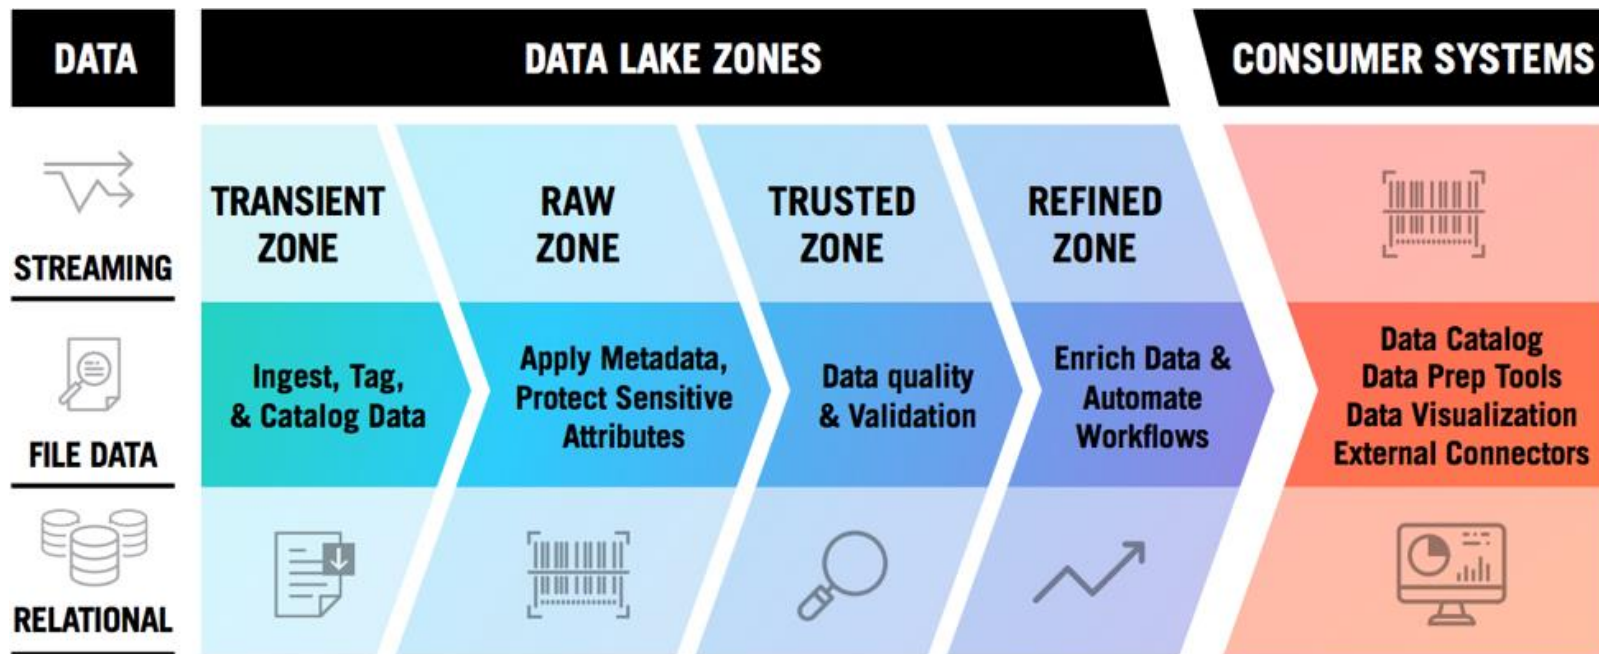 DATA
DATA LAKE ZONES
CONSUMER SYSTEMS
STREAMING
FILE DATA
RELATIONAL
TRANSIENT
ZONE
Ingest, Tag,
& Catalog Data
RAW
ZONE
Apply Metadata,
Protect Sensitive
Attributes
TRUSTED
ZONE
Data quality
& Validation
REFINED
ZONE
Enrich Data &
Automate
Workflows
Data Catalog
Data Prep Tools
Data Visualization
External Connectors